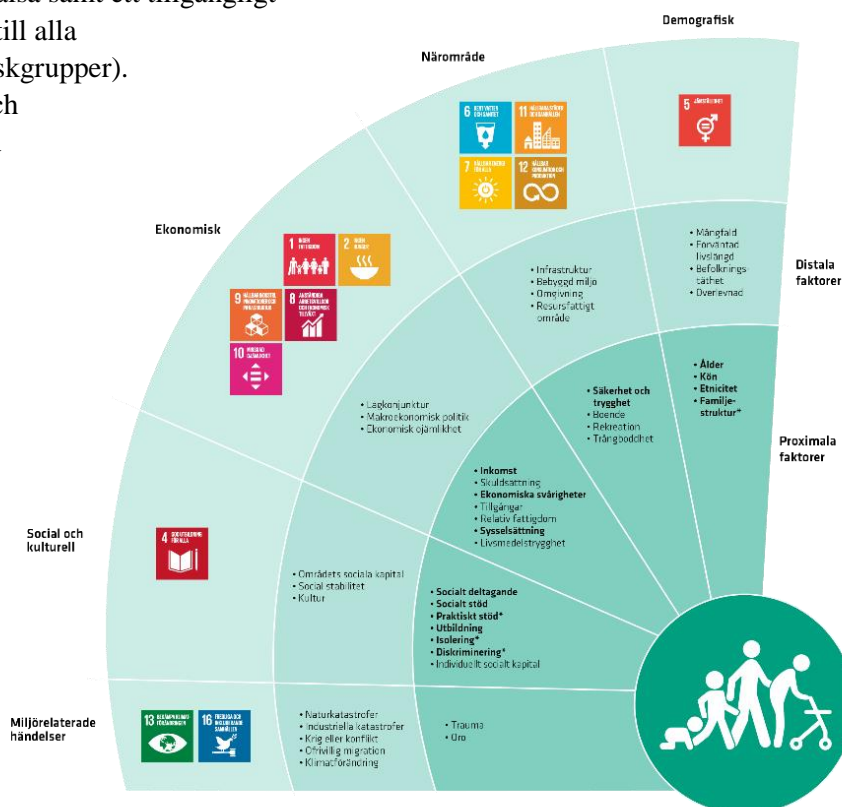 samt ett tillgängligt
till alla
skgrupper).
ch
Demografisk
Närområde
Ekonomisk
Social och
kulturell
Miljörelaterade
händelser
Distala
faktorer
Proximala
faktorer
5 JÄMSTÄLLDHET
6 RENT VATTEN
OCH SANITET
11 HÅLLBARA STÄDER
OCH SAMHÄLLEN
7 HÅLLBAR ENERGI
FÖR ALLA
12 HÅLLBAR
KONSUMTION OCH
PRODUKTION
1 INGEN
FATTIGDOM
2 INGEN
HUNGER
9 HÅLLBAR INDUSTRI,
INNOVATIONER OCH
INFRASTRUKTUR
8 ANSTÄNDIGA
ARBETSVILLKOR
OCH EKONOMISK
TILLVÄXT
10 MINSKAD
OJÄMLIKHET
4 GOD UTBILDNING
FÖR ALLA
13 BEKÄMPA KLIMAT-
FÖRÄNDRINGEN
16 FREDLIGA OCH
INKLUDERANDE
SAMHÄLLEN
• Mångfald
• Förväntad
livslängd
• Befolknings-
täthet
• Överlevnad
• Infrastruktur
• Bebyggd miljö
• Omgivning
• Resursfattigt
område
• Lågkonjunktur
• Makroekonomisk politik
• Ekonomisk ojämlikhet
• Områdets sociala kapital
• Social stabilitet
• Kultur
• Naturkatastrofer
• Industriella katastrofer
• Krig eller konflikt
• Ofrivillig migration
• Klimatförändring
• Ålder
• Kön
• Etnicitet
• Familje-
struktur*
• Säkerhet och
trygghet
• Boende
• Rekreation
• Trångboddhet
• Inkomst
• Skuldsättning
• Ekonomiska svårigheter
• Tillgångar
• Relativ fattigdom
• Sysselsättning
• Livsmedelstrygghet
• Socialt deltagande
• Socialt stöd
• Praktiskt stöd*
• Utbildning
• Isolering*
• Diskriminering*
• Individuellt socialt kapital
• Trauma
• Oro